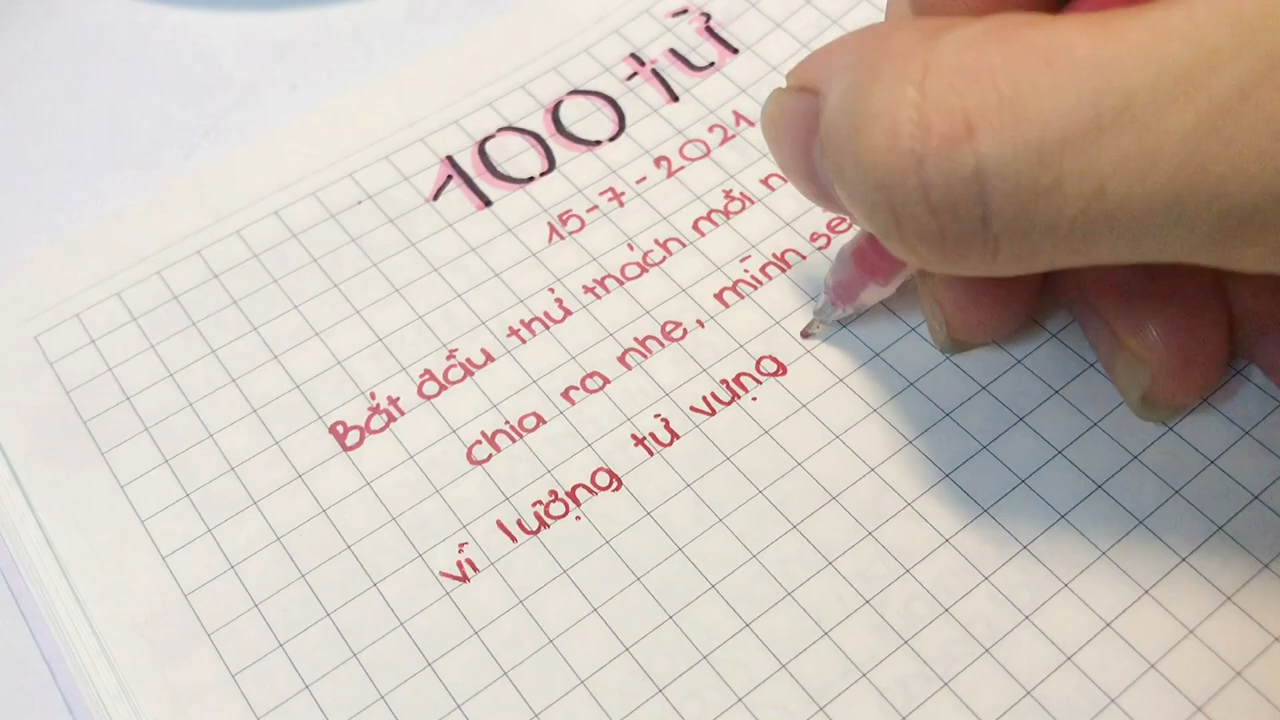 100 từ
15-7-2021
Bắt đầu thử thách mỗi
chia ra nhe, mình sẽ
vì lượng từ vựng